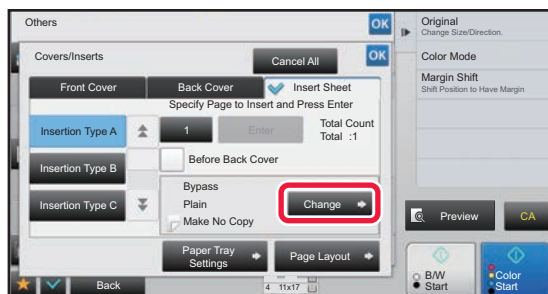 Others
OK
Original
Change Size/Direction.
Covers/Inserts
Cancel All
OK
Color Mode
Front Cover
Back Cover
Insert Sheet
Margin Shift
Shift Position to Have Margin
Specify Page to Insert and Press Enter
Insertion Type A
1
Enter
Total Count
Total :1
Before Back Cover
Insertion Type B
Bypass
Plain
Change
Insertion Type C
Make No Copy
Preview
CA
Paper Tray
Settings
Page Layout
Back
4 11x17
B/W
Start
Color
Start